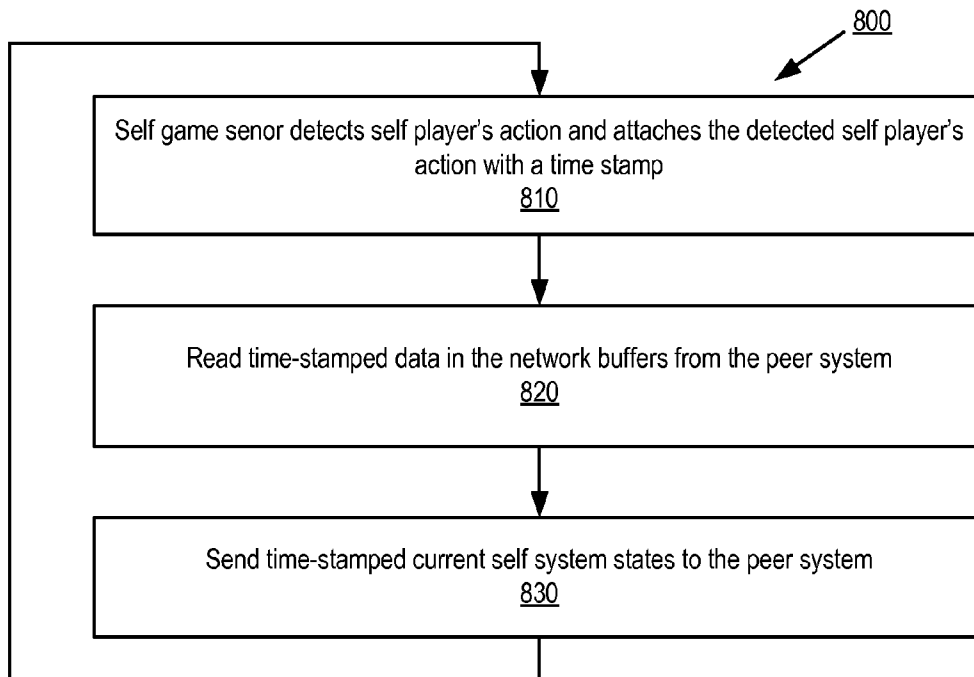 800
Self game senor detects self player's action and attaches the detected self player's
action with a time stamp
810
Read time-stamped data in the network buffers from the peer system
820
Send time-stamped current self system states to the peer system
830